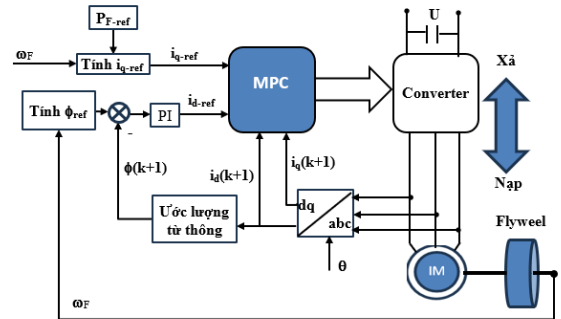 P_F-ref
U
ω_F
Tính i_q-ref
i_q-ref
MPC
Converter
Xả
Tính ϕ_ref
-
PI
i_d-ref
Nạp
ϕ(k+1)
i_d(k+1)
i_q(k+1)
Ước lượng
từ thông
dq
abc
θ
Flyweel
IM
ω_F